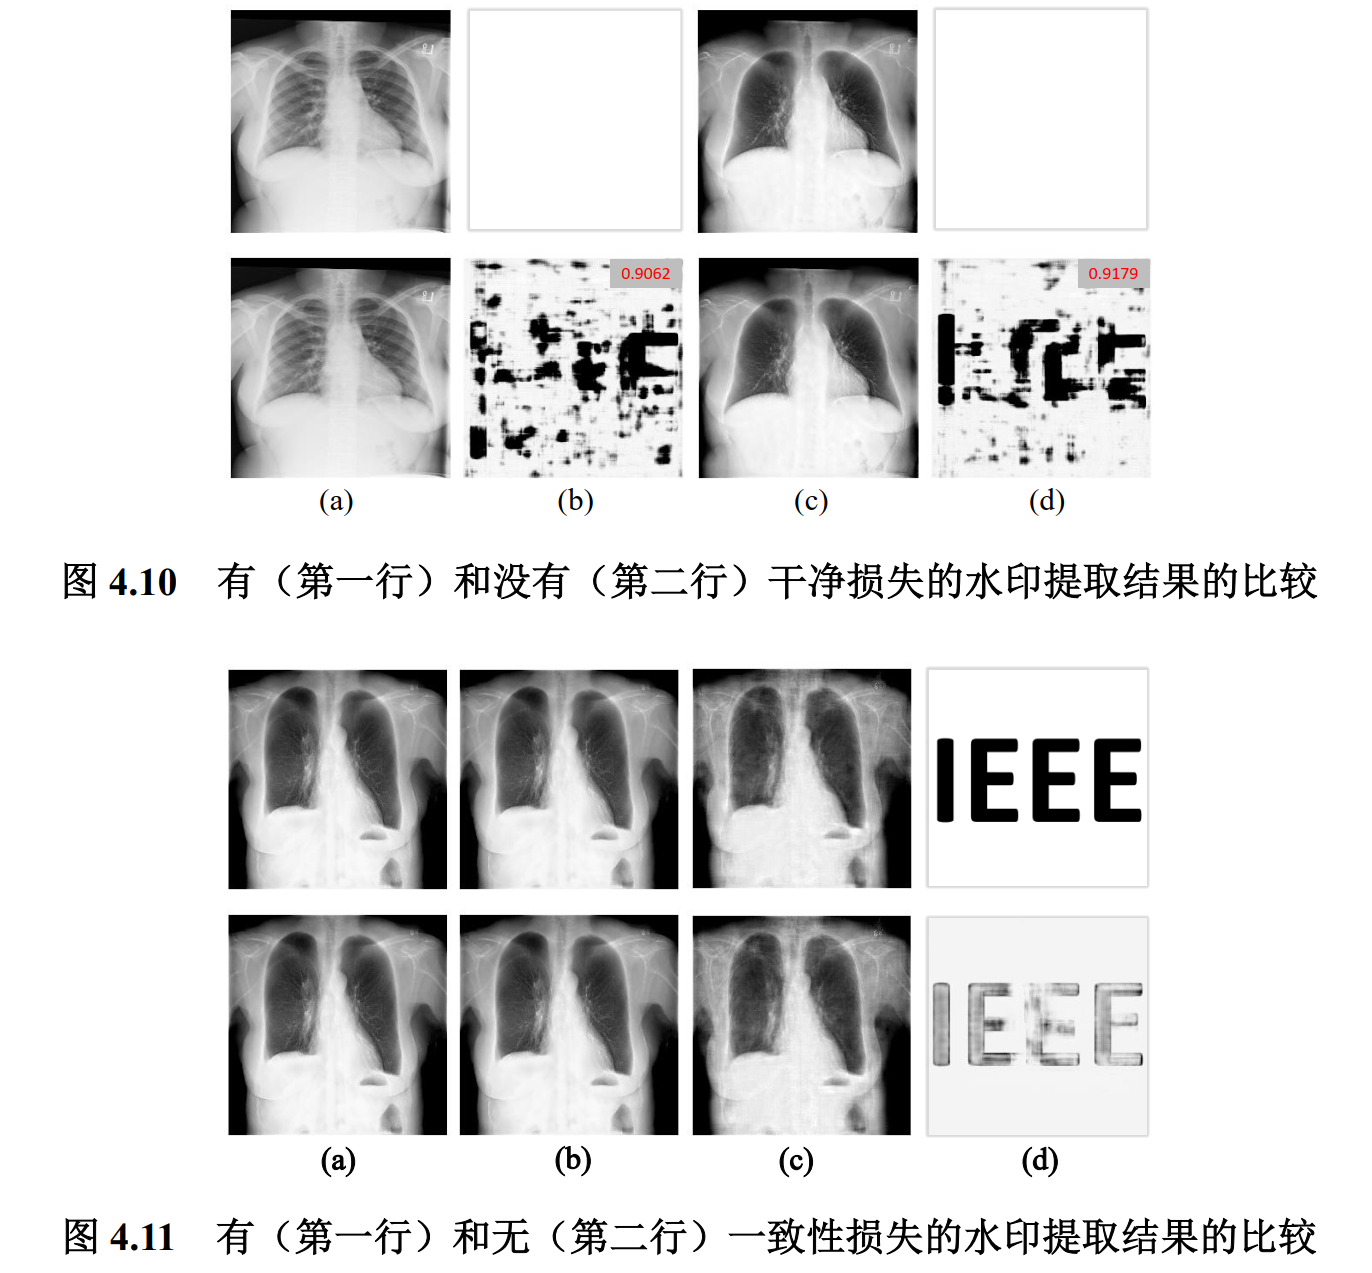 0.9062 0.9179
(a) (b) (c) (d)
图 4.10 有（第一行）和没有（第二行）干净损失的水印提取结果的比较
IEEE
IEEE
(a) (b) (c) (d)
图 4.11 有（第一行）和无（第二行）一致性损失的水印提取结果的比较